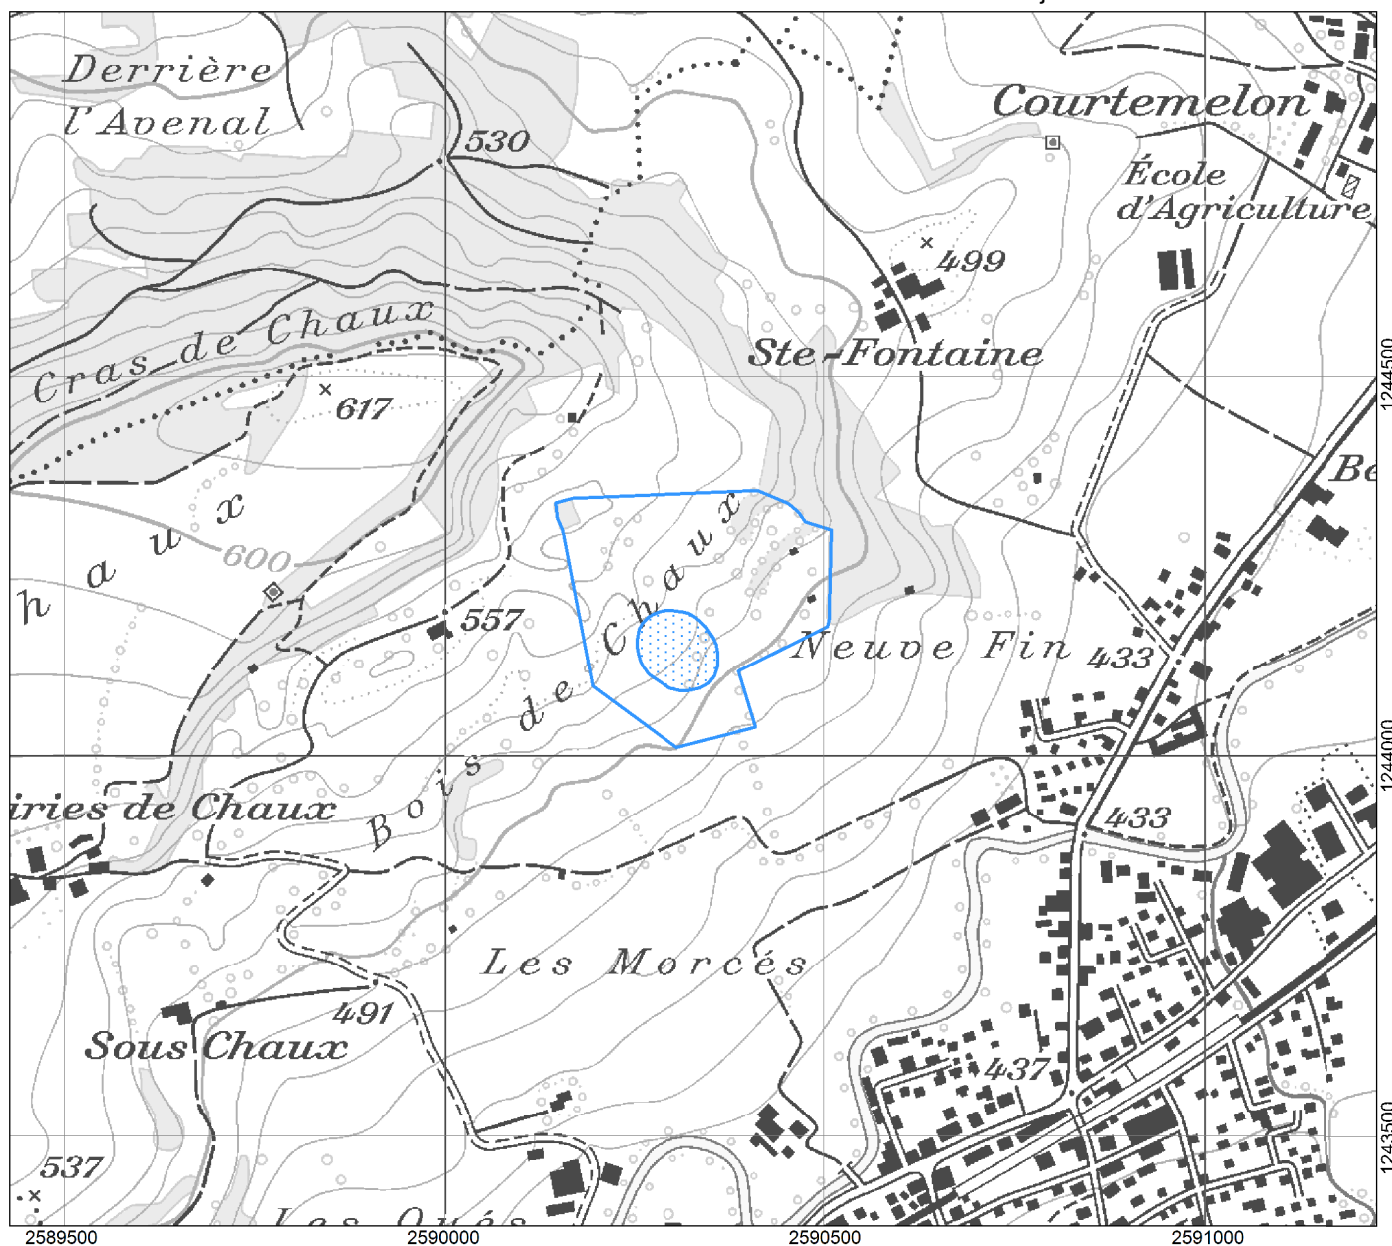 Derrière
l'Avenal
530
Courtemelon
École
d'Agriculture
499
Cras de Chaux
Ste-Fontaine
617
1244500
Be
haux
600
557
Bois de Chaux
Neuve Fin
433
1244000
iries de Chaux
433
Les Morcés
491
Sous Chaux
437
1243500
537
2589500
2590000
2590500
2591000